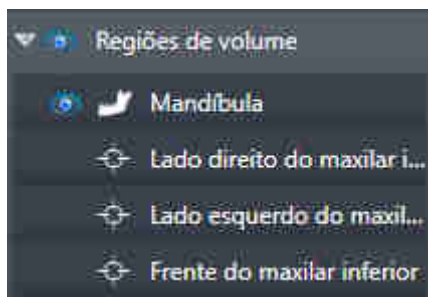 Regiões de volume
Mandíbula
Lado direito do maxilar i...
Lado esquerdo do maxil...
Frente do maxilar inferior